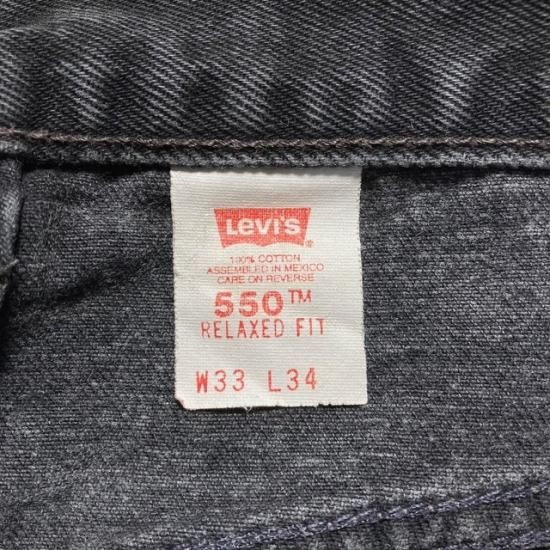 Levi's ®
100% COTTON
ASSEMBLED IN MEXICO
CARE ON REVERSE
550™
RELAXED FIT
W33 L34